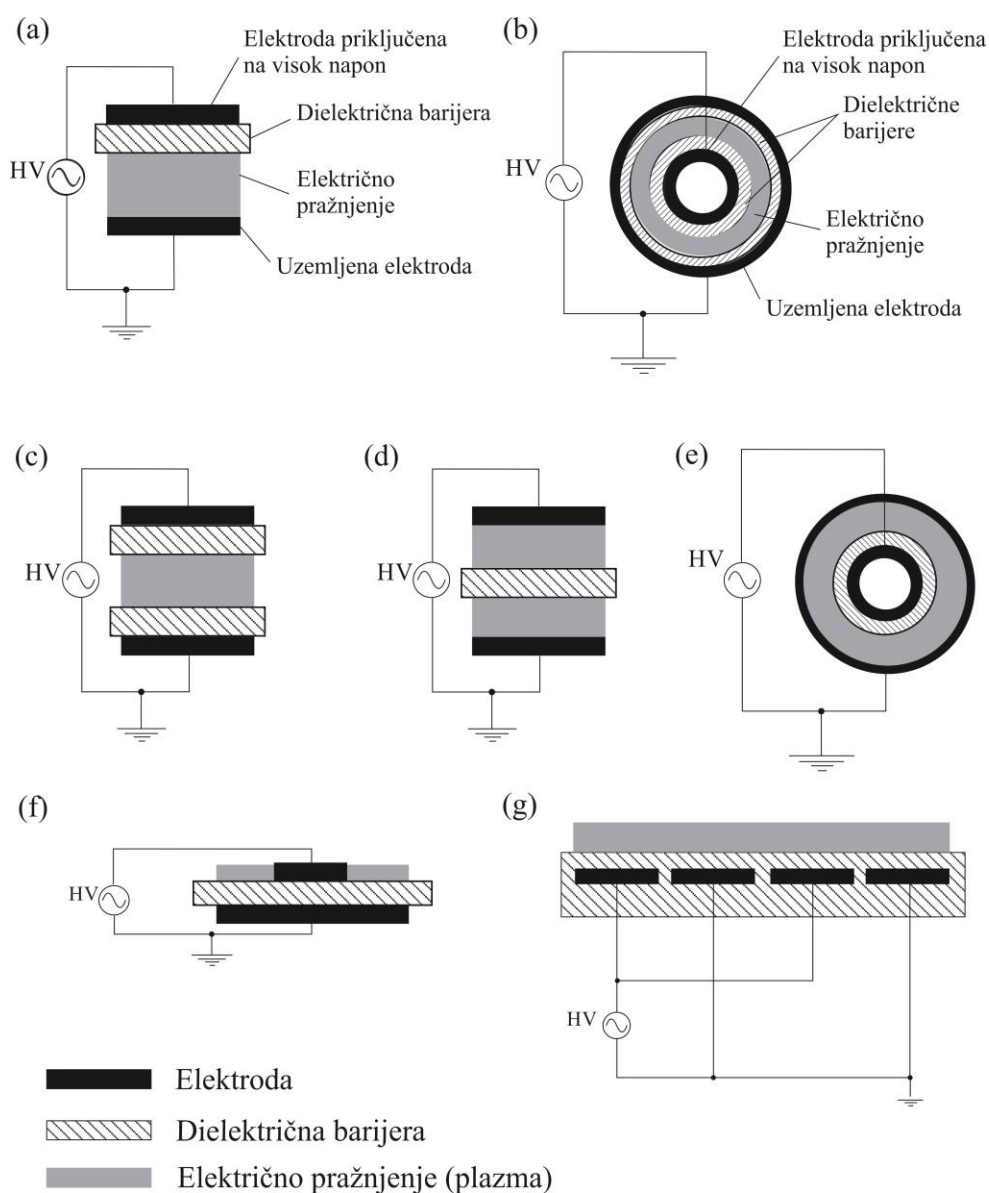 (a)
Elektroda priključena
na visok napon
Dielektrična barijera
HV
Električno
pražnjenje
Uzemljena elektroda
(b)
Elektroda priključena
na visok napon
Dielektrične
barijere
HV
Električno
pražnjenje
Uzemljena elektroda
(c)
HV
(d)
HV
(e)
HV
(f)
HV
(g)
HV
Elektroda
Dielektrična barijera
Električno pražnjenje (plazma)